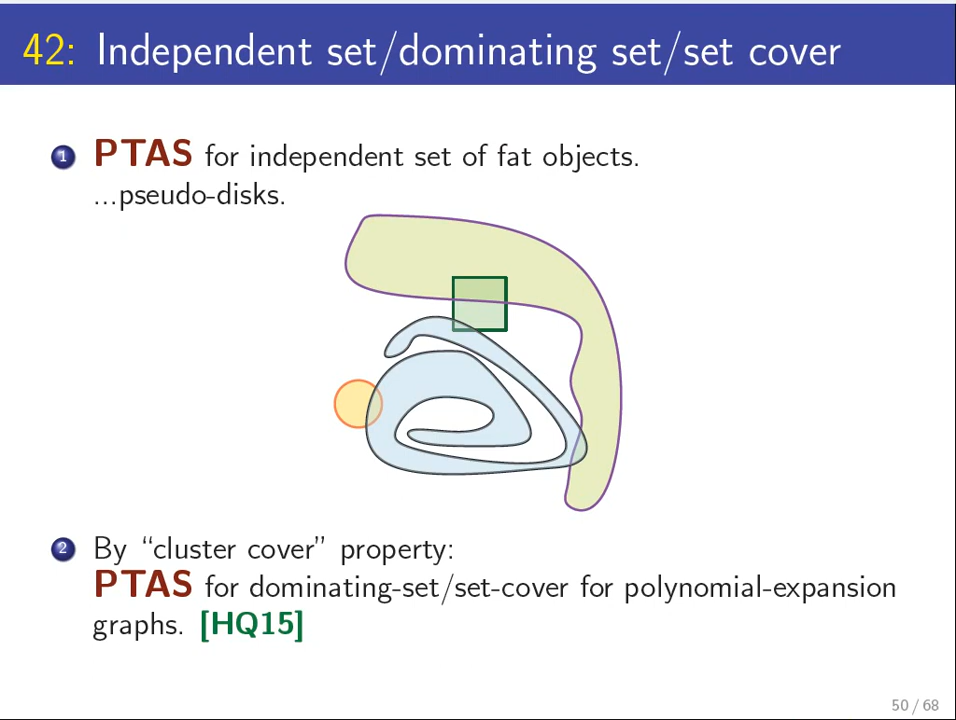 42: Independent set/dominating set/set cover
1 PTAS for independent set of fat objects.
...pseudo-disks.
2 By “cluster cover” property:
PTAS for dominating-set/set-cover for polynomial-expansion
graphs. [HQ15]
50 / 68